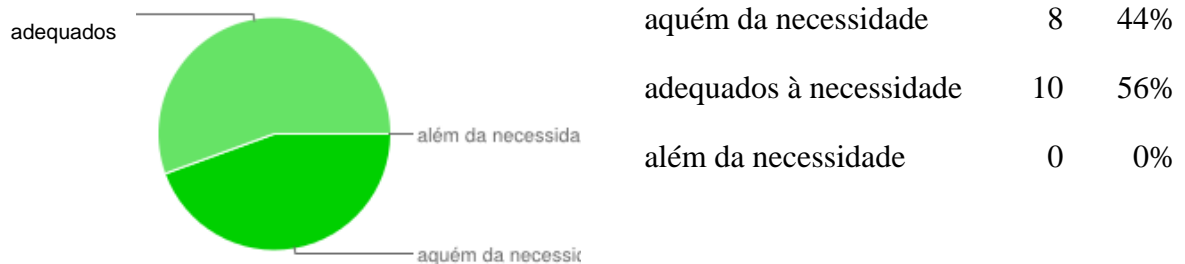 adequados
além da necessida
aquém da necessic
aquém da necessidade 8 44%
adequados à necessidade 10 56%
além da necessidade 0 0%